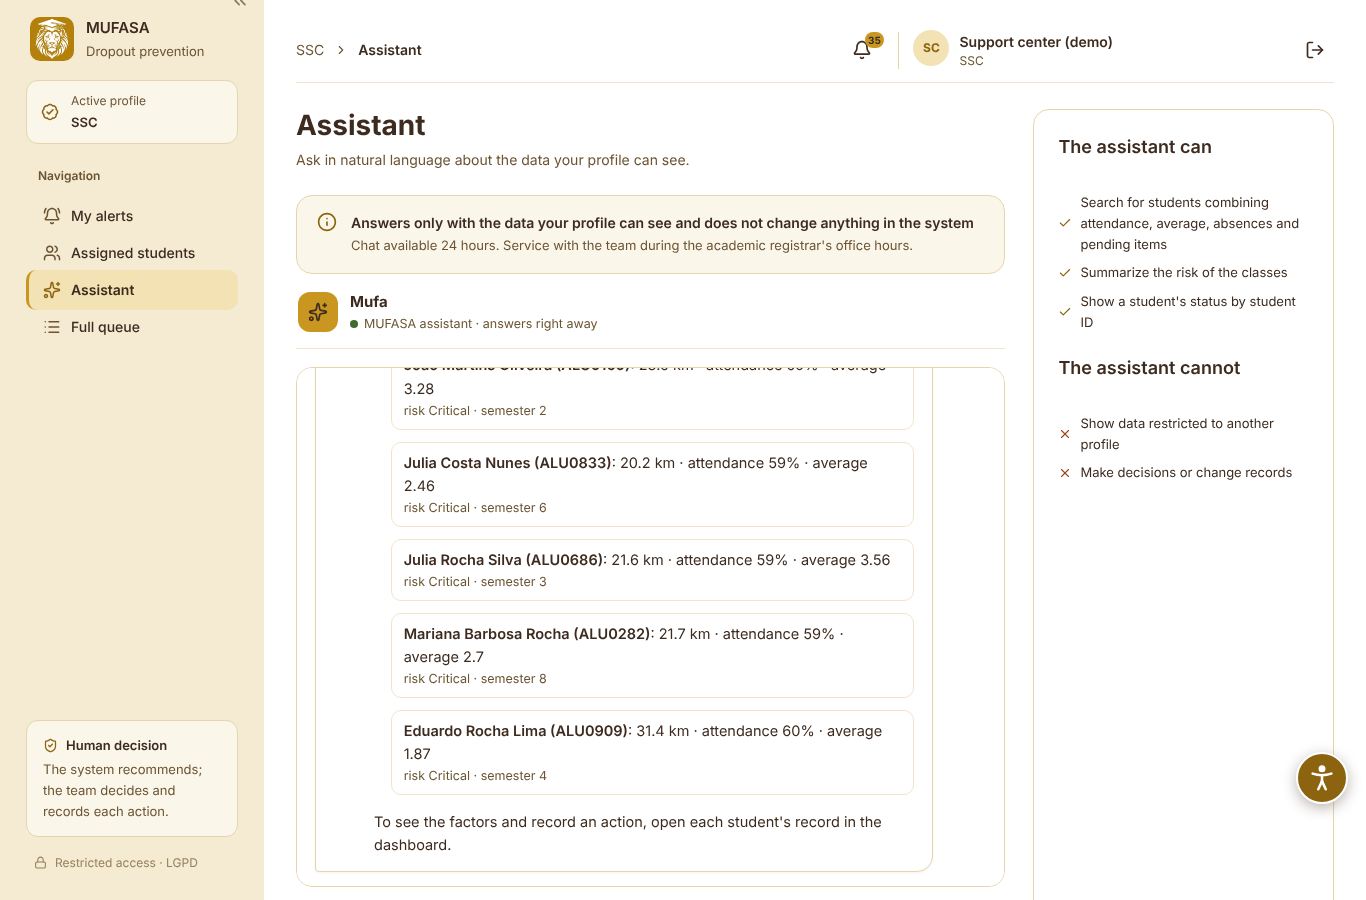 MUFASA
Dropout prevention
Active profile
SSC
Navigation
My alerts
Assigned students
Assistant
Full queue
Human decision
The system recommends;
the team decides and
records each action.
Restricted access · LGPD
SSC
Assistant
35
SC
Support center (demo)
SSC
Assistant
Ask in natural language about the data your profile can see.
Answers only with the data your profile can see and does not change anything in the system
Chat available 24 hours. Service with the team during the academic registrar's office hours.
Mufa
MUFASA assistant · answers right away
3.28
risk Critical · semester 2
Julia Costa Nunes (ALU0833): 20.2 km · attendance 59% · average
2.46
risk Critical · semester 6
Julia Rocha Silva (ALU0686): 21.6 km · attendance 59% · average 3.56
risk Critical · semester 3
Mariana Barbosa Rocha (ALU0282): 21.7 km · attendance 59% ·
average 2.7
risk Critical · semester 8
Eduardo Rocha Lima (ALU0909): 31.4 km · attendance 60% · average
1.87
risk Critical · semester 4
To see the factors and record an action, open each student's record in the
dashboard.
The assistant can
Search for students combining
attendance, average, absences and
pending items
Summarize the risk of the classes
Show a student's status by student
ID
The assistant cannot
Show data restricted to another
profile
Make decisions or change records